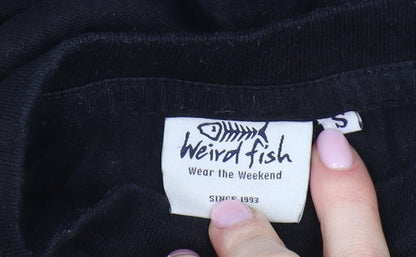 S
Weird fish
Wear the Weekend
SINCE 1993